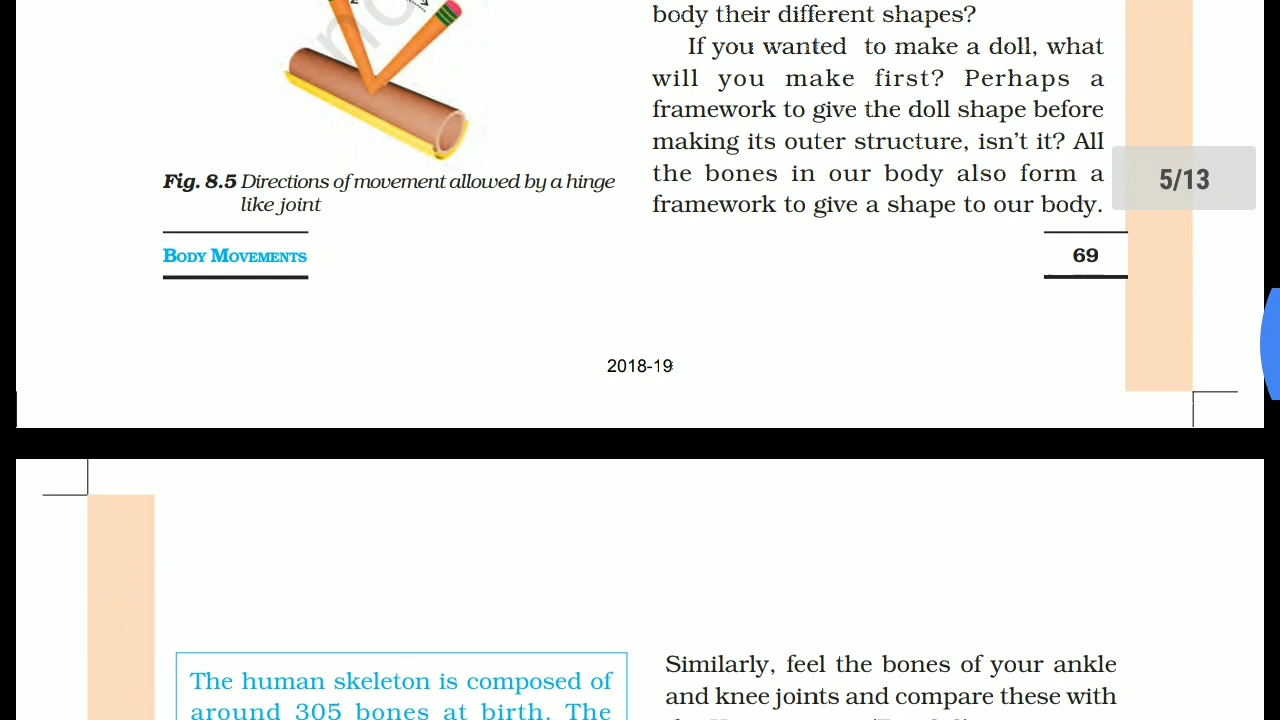 body their different shapes?
If you wanted to make a doll, what
will you make first? Perhaps a
framework to give the doll shape before
making its outer structure, isn't it? All
the bones in our body also form a
framework to give a shape to our body.
Fig. 8.5 Directions of movement allowed by a hinge
like joint
5/13
BODY MOVEMENTS
69
2018-19
The human skeleton is composed of
around 305 bones at birth. The
Similarly, feel the bones of your ankle
and knee joints and compare these with